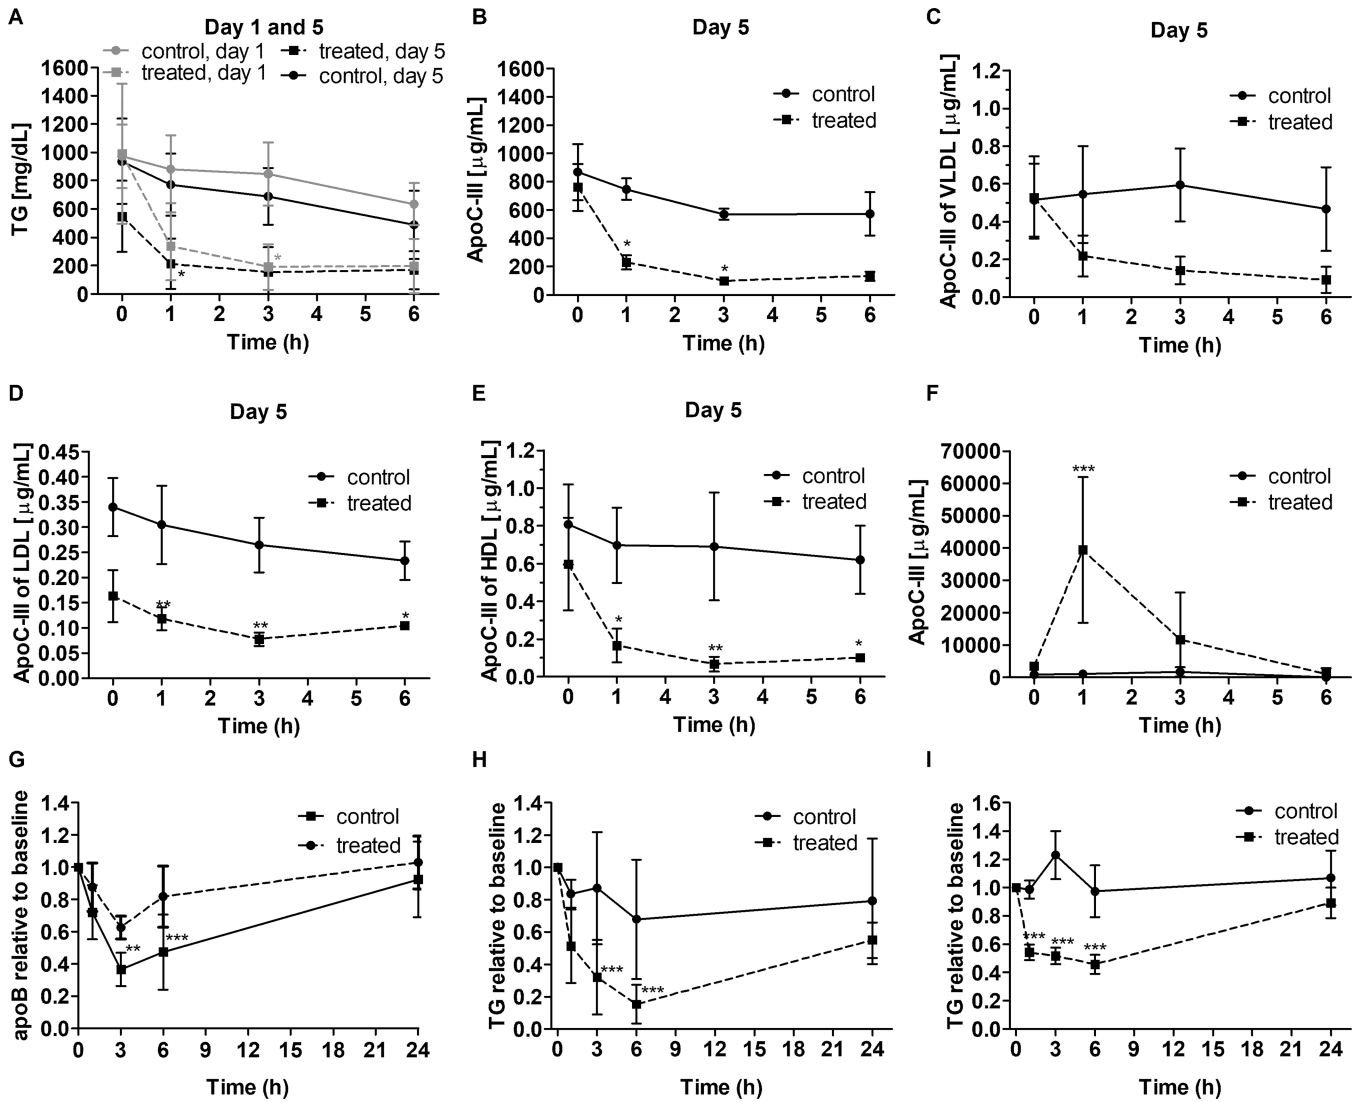 A
Day 1 and 5
control, day 1
treated, day 5
treated, day 1
control, day 5
1600
1400
1200
1000
800
600
400
200
0
TG [mg/dL]
*
*
0 1 2 3 4 5 6
Time (h)
B
Day 5
control
treated
1600
1400
1200
1000
800
600
400
200
0
ApoC-III [µg/mL]
*
*
0 1 2 3 4 5 6
Time (h)
C
Day 5
control
treated
1.2
1.0
0.8
0.6
0.4
0.2
0.0
ApoC-III of VLDL [µg/mL]
0 1 2 3 4 5 6
Time (h)
D
Day 5
control
treated
0.45
0.40
0.35
0.30
0.25
0.20
0.15
0.10
0.05
0.00
ApoC-III of LDL [µg/mL]
**
**
*
0 1 2 3 4 5 6
Time (h)
E
Day 5
control
treated
1.2
1.0
0.8
0.6
0.4
0.2
0.0
ApoC-III of HDL [µg/mL]
*
**
*
0 1 2 3 4 5 6
Time (h)
F
control
treated
70000
60000
50000
40000
30000
20000
10000
0
ApoC-III [µg/mL]
***
0 1 2 3 4 5 6
Time (h)
G
control
treated
1.4
1.2
1.0
0.8
0.6
0.4
0.2
0.0
apoB relative to baseline
**
***
0 3 6 9 12 15 18 21 24
Time (h)
H
control
treated
1.4
1.2
1.0
0.8
0.6
0.4
0.2
0.0
TG relative to baseline
***
***
0 3 6 9 12 15 18 21 24
Time (h)
I
control
treated
1.6
1.4
1.2
1.0
0.8
0.6
0.4
0.2
0.0
TG relative to baseline
***
***
***
0 3 6 9 12 15 18 21 24
Time (h)